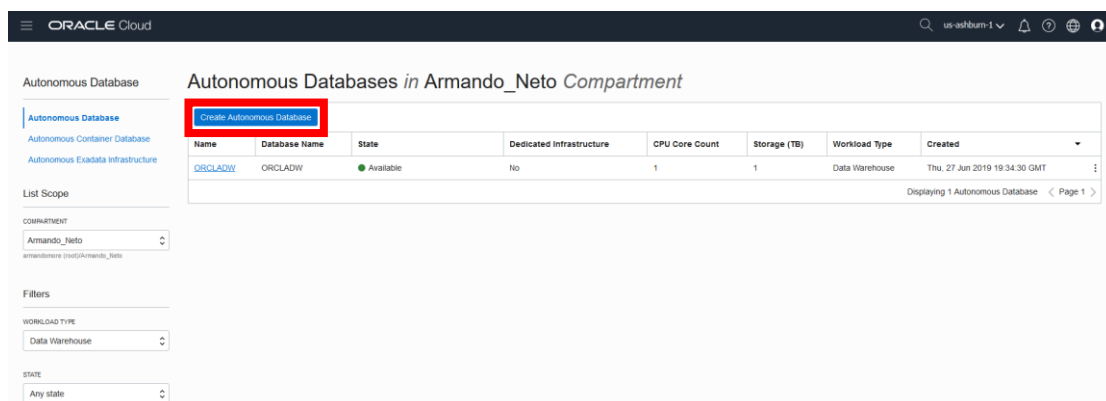 ORACLE Cloud
us-ashburn-1
Autonomous Database
Autonomous Database
Autonomous Container Database
Autonomous Exadata Infrastructure
List Scope
COMPARTMENT
Armando_Neto
armandomore (root)/Armando_Neto
Filters
WORKLOAD TYPE
Data Warehouse
STATE
Any state
Autonomous Databases in Armando_Neto Compartment
Create Autonomous Database
Name Database Name State Dedicated Infrastructure CPU Core Count Storage (TB) Workload Type Created
ORCLADW ORCLADW Available No 1 1 Data Warehouse Thu, 27 Jun 2019 19:34:30 GMT
Displaying 1 Autonomous Database < Page 1 >